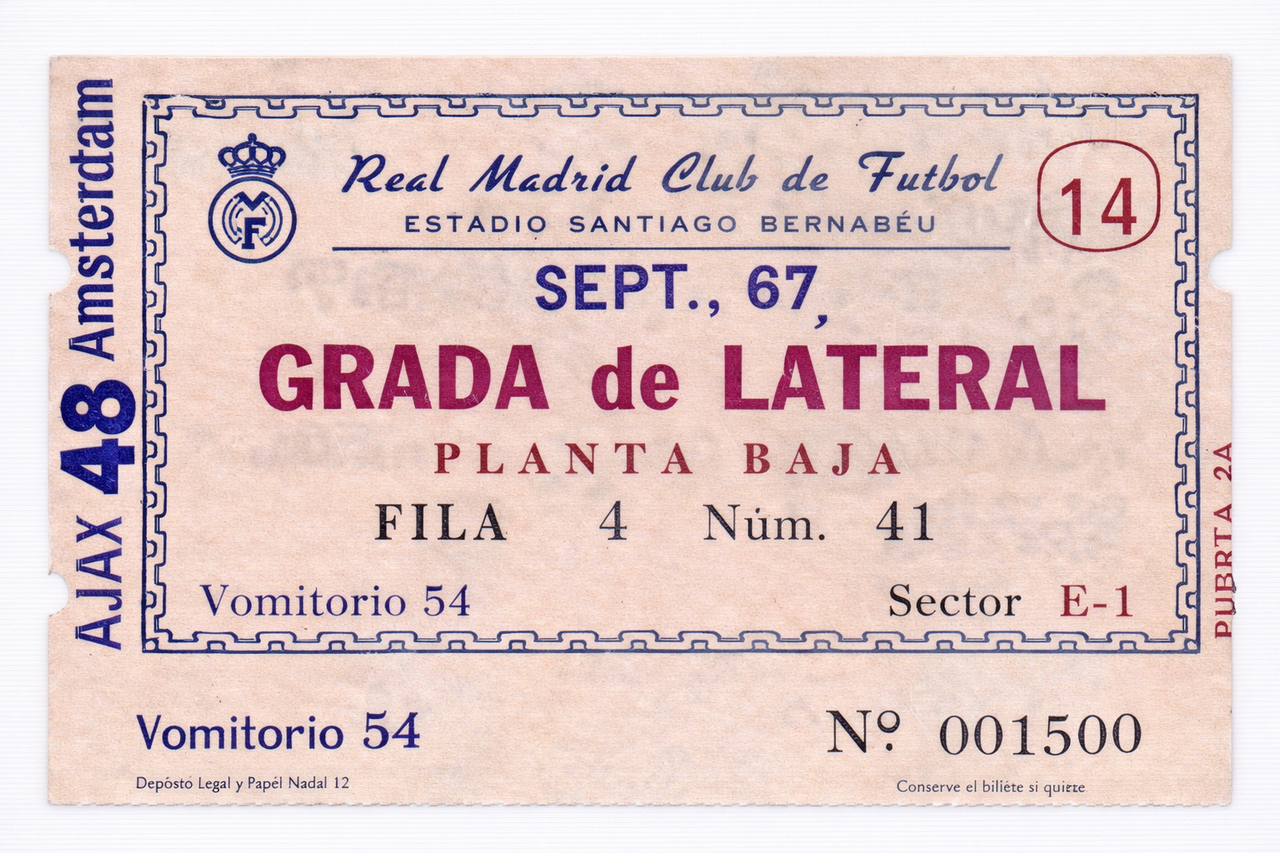 AJAX 48 Amsterdam
Real Madrid Club de Futbol
ESTADIO SANTIAGO BERNABÉU
14
SEPT., 67,
GRADA de LATERAL
PLANTA BAJA
FILA 4 Núm. 41
Vomitorio 54 Sector E-1
PUBRTA 2A
Vomitorio 54 Nº. 001500
Depósto Legal y Papél Nadal 12
Conserve el biliéte si quiẽte